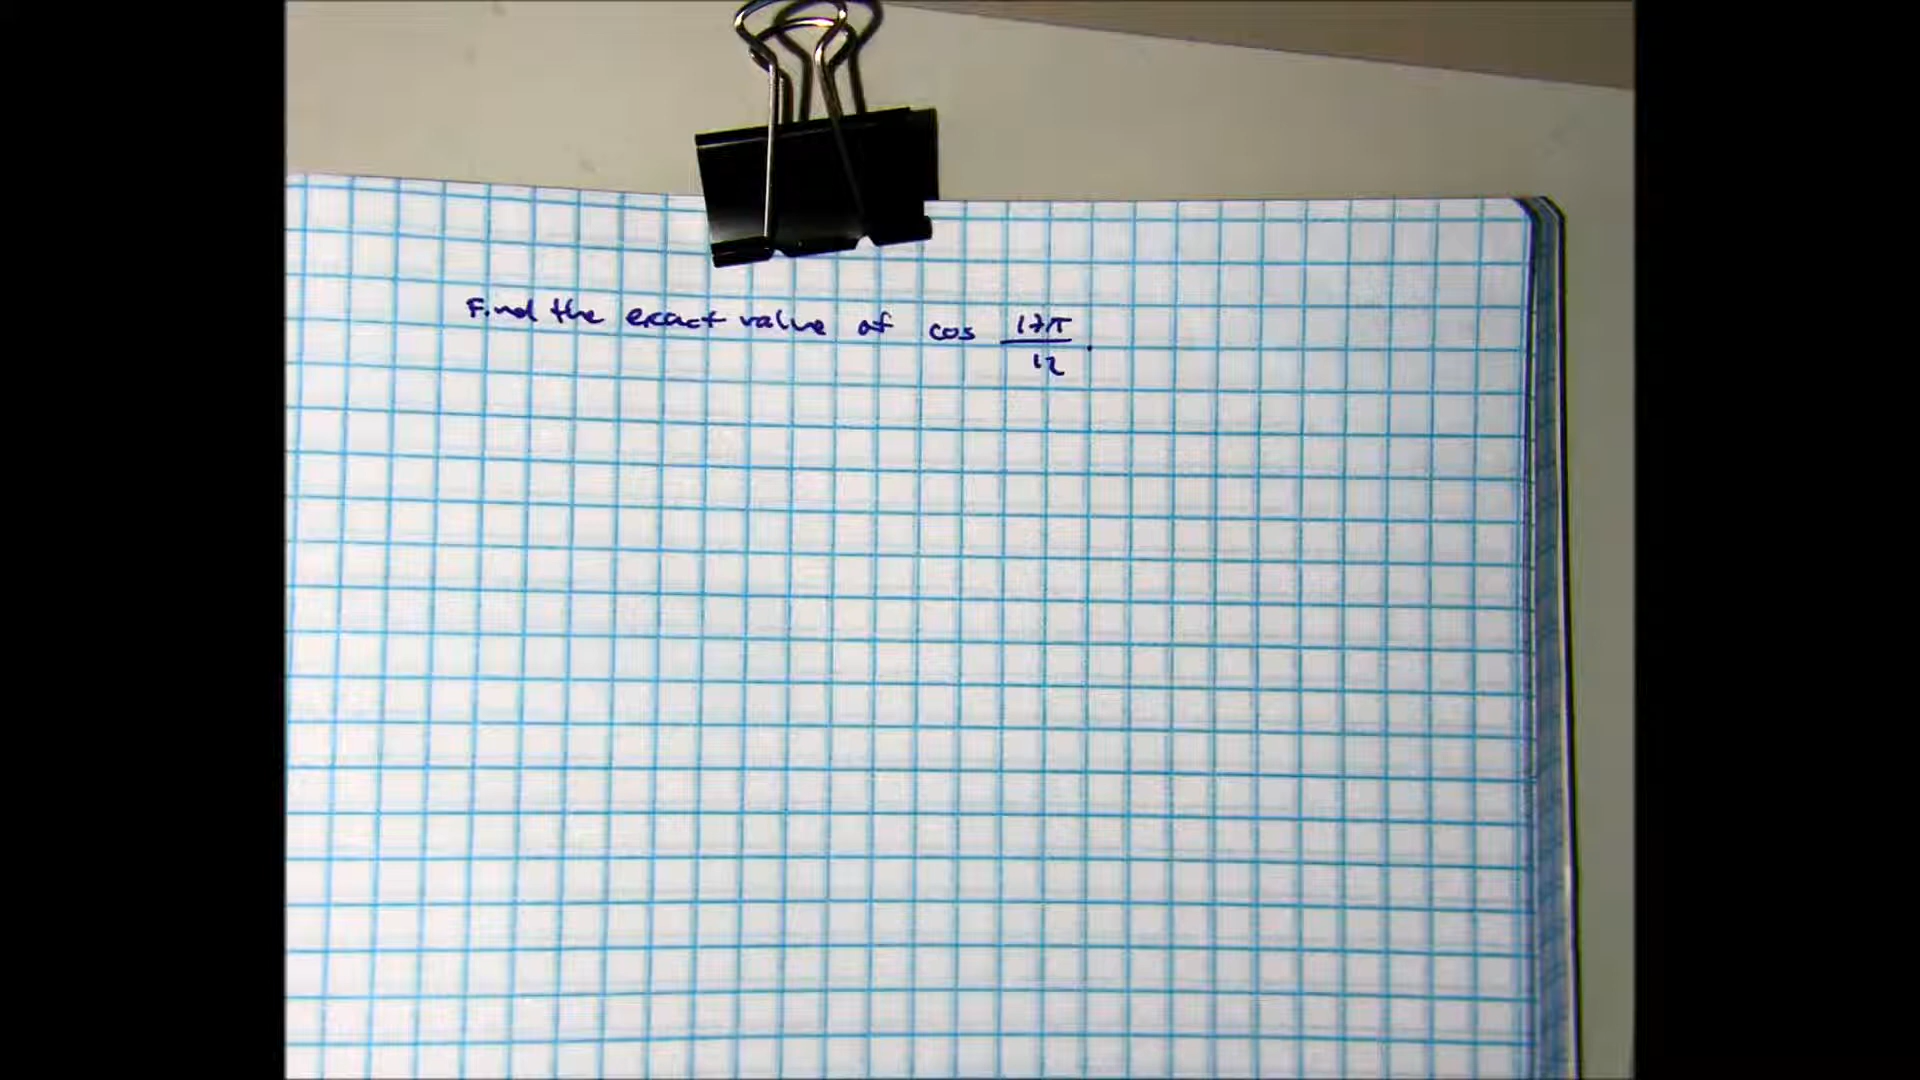 Find the exact value of cos 17π/12.